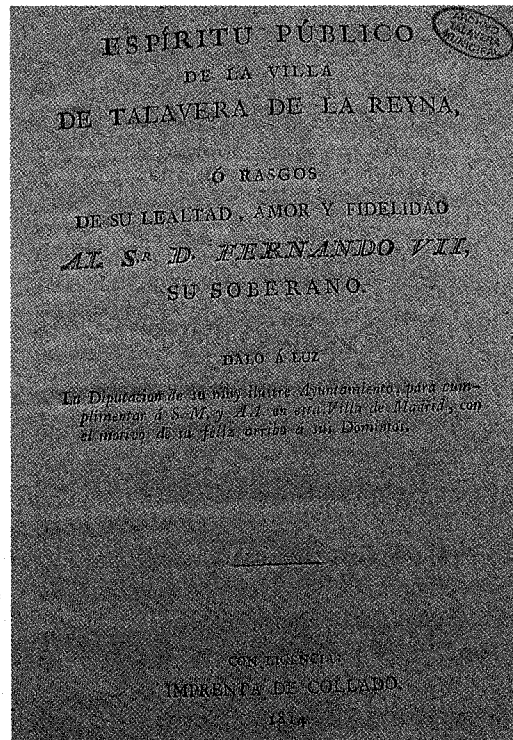 ESPÍRITU PÚBLICO
DE LA VILLA
DE TALAVERA DE LA REYNA,
Ó RASGOS
DE SU LEALTAD, AMOR Y FIDELIDAD
AL Sᴿ D. FERNANDO VII,
SU SOBERANO.
DALO Á LUZ
La Diputacion de su muy ilustre Ayuntamiento, para cum-
plimentar á S. M. y A.A. en esta Villa de Madrid, con
el motivo de su feliz arribo á sus Dominios.
CON LICENCIA:
IMPRENTA DE COLLADO.
1814